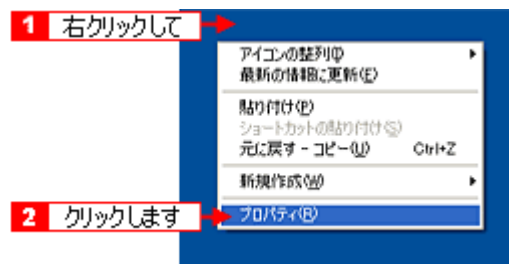 1 右クリックして
アイコンの整列(I)
最新の情報に更新(E)
貼り付け(P)
ショートカットの貼り付け(S)
元に戻す - コピー(U) Ctrl+Z
新規作成(W)
2 クリックします
プロパティ(R)